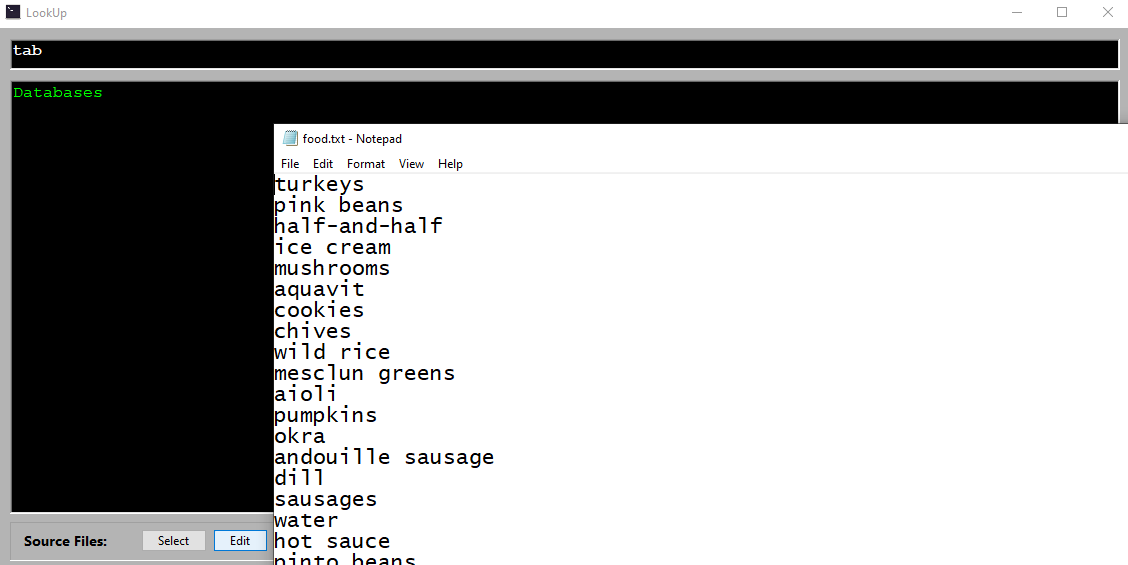 LookUp
tab
Databases
food.txt - Notepad
File Edit Format View Help
turkeys
pink beans
half-and-half
ice cream
mushrooms
aquavit
cookies
chives
wild rice
mesclun greens
aioli
pumpkins
okra
andouille sausage
dill
sausages
water
hot sauce
pinto beans
Source Files: Select Edit